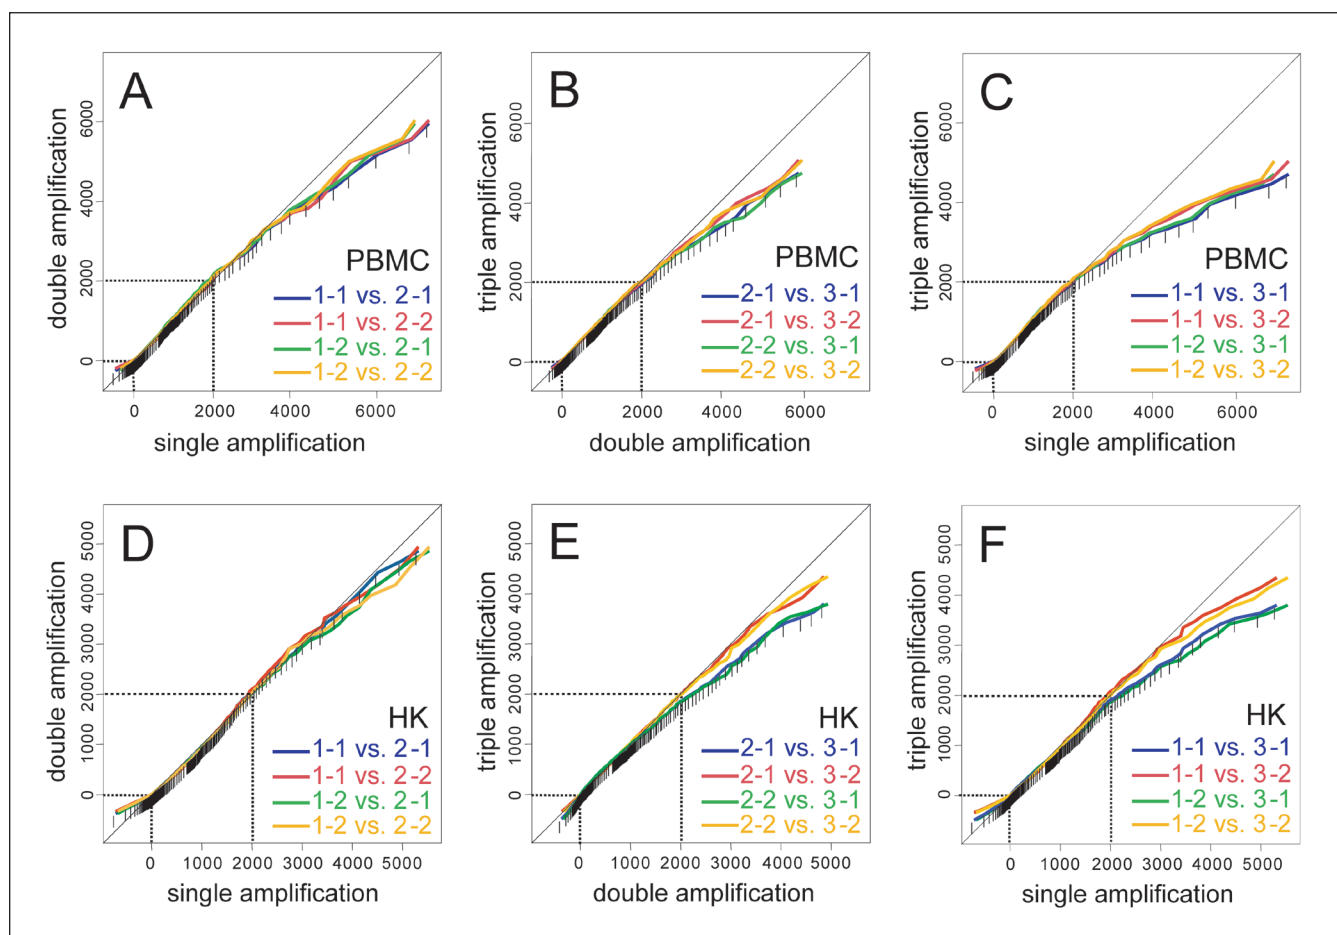 A
double amplification
6000
4000
2000
0
PBMC
1-1 vs. 2-1
1-1 vs. 2-2
1-2 vs. 2-1
1-2 vs. 2-2
0 2000 4000 6000
single amplification
B
triple amplification
6000
4000
2000
0
PBMC
2-1 vs. 3-1
2-1 vs. 3-2
2-2 vs. 3-1
2-2 vs. 3-2
0 2000 4000 6000
double amplification
C
triple amplification
6000
4000
2000
0
PBMC
1-1 vs. 3-1
1-1 vs. 3-2
1-2 vs. 3-1
1-2 vs. 3-2
0 2000 4000 6000
single amplification
D
double amplification
5000
4000
3000
2000
1000
0
HK
1-1 vs. 2-1
1-1 vs. 2-2
1-2 vs. 2-1
1-2 vs. 2-2
0 1000 2000 3000 4000 5000
single amplification
E
triple amplification
5000
4000
3000
2000
1000
0
HK
2-1 vs. 3-1
2-1 vs. 3-2
2-2 vs. 3-1
2-2 vs. 3-2
0 1000 2000 3000 4000 5000
double amplification
F
triple amplification
5000
4000
3000
2000
1000
0
HK
1-1 vs. 3-1
1-1 vs. 3-2
1-2 vs. 3-1
1-2 vs. 3-2
0 1000 2000 3000 4000 5000
single amplification